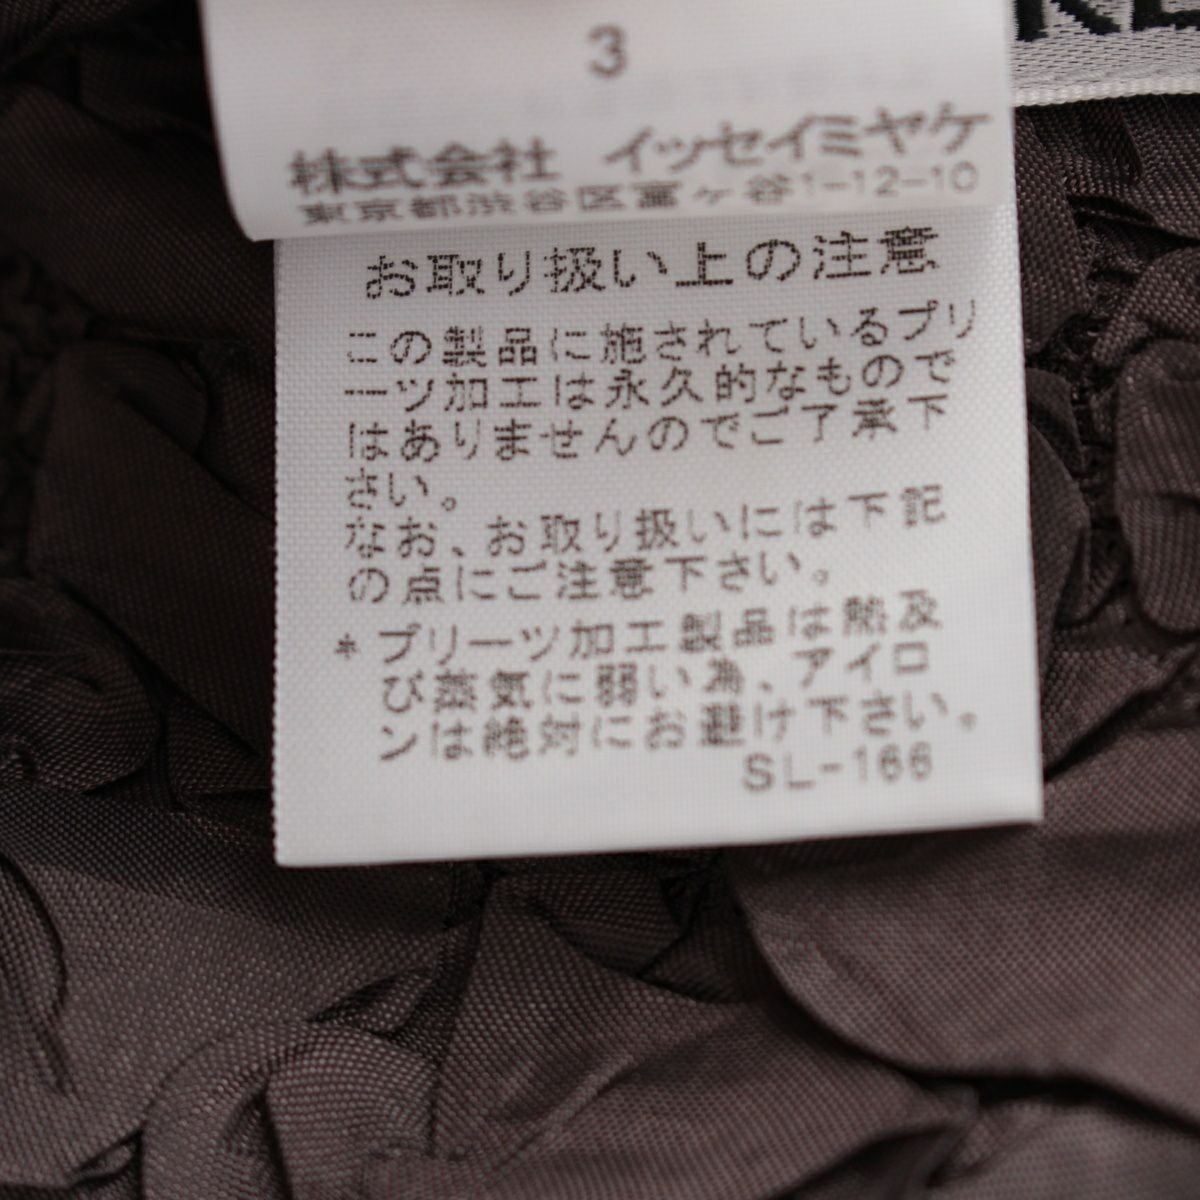 3
株式会社 イッセイミヤケ
東京都渋谷区富ヶ谷1-12-10
お取り扱い上の注意
この製品に施されているプリ
ーツ加工は永久的なもので
はありませんのでご了承下
さい。
なお、お取り扱いには下記
の点にご注意下さい。
* プリーツ加工製品は熱及
び蒸気に弱い為、アイロ
ンは絶対にお避け下さい。
SL-166